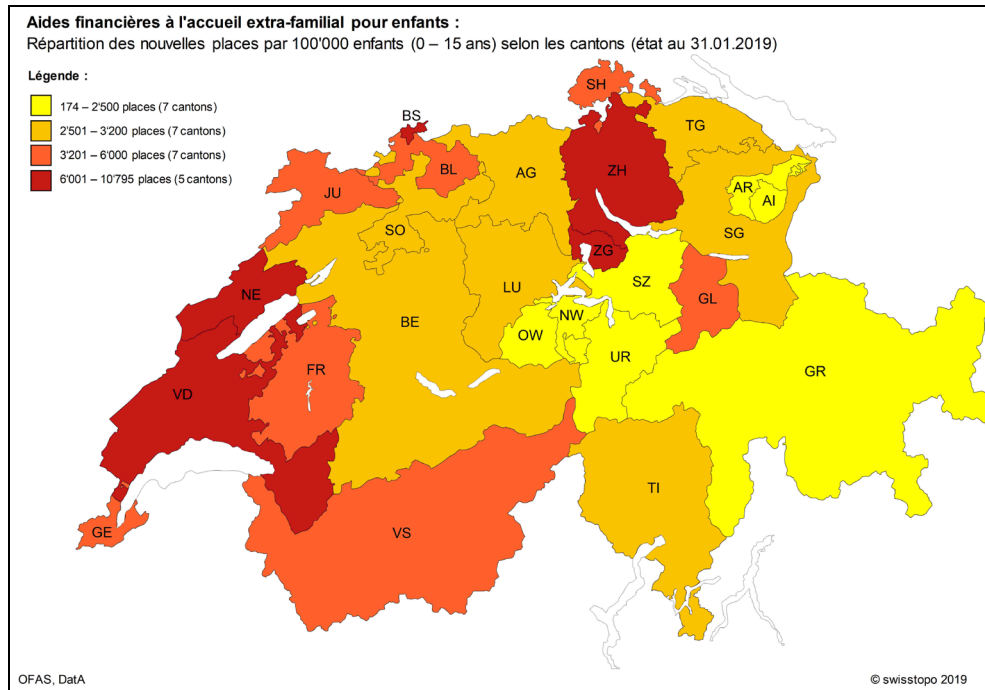 Aides financières à l'accueil extra-familial pour enfants :
Répartition des nouvelles places par 100'000 enfants (0 – 15 ans) selon les cantons (état au 31.01.2019)
Légende :
174 – 2'500 places (7 cantons)
2'501 – 3'200 places (7 cantons)
3'201 – 6'000 places (7 cantons)
6'001 – 10'795 places (5 cantons)
SH
BS
TG
BL
AG
ZH
JU
AR
AI
SO
SG
ZG
SZ
NE
LU
GL
BE
NW
OW
UR
FR
GR
VD
TI
GE
VS
OFAS, DatA
© swisstopo 2019